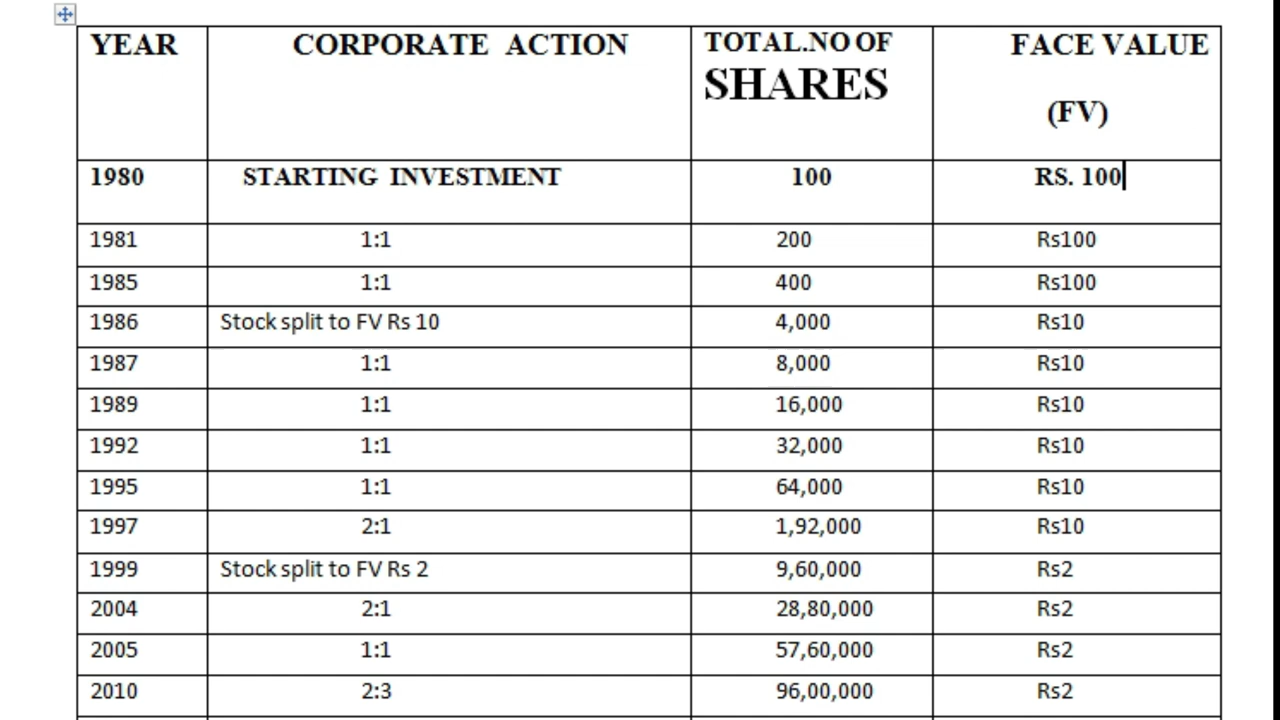 YEAR CORPORATE ACTION TOTAL.NO OF SHARES FACE VALUE (FV)
1980 STARTING INVESTMENT 100 RS. 100
1981 1:1 200 Rs100
1985 1:1 400 Rs100
1986 Stock split to FV Rs 10 4,000 Rs10
1987 1:1 8,000 Rs10
1989 1:1 16,000 Rs10
1992 1:1 32,000 Rs10
1995 1:1 64,000 Rs10
1997 2:1 1,92,000 Rs10
1999 Stock split to FV Rs 2 9,60,000 Rs2
2004 2:1 28,80,000 Rs2
2005 1:1 57,60,000 Rs2
2010 2:3 96,00,000 Rs2